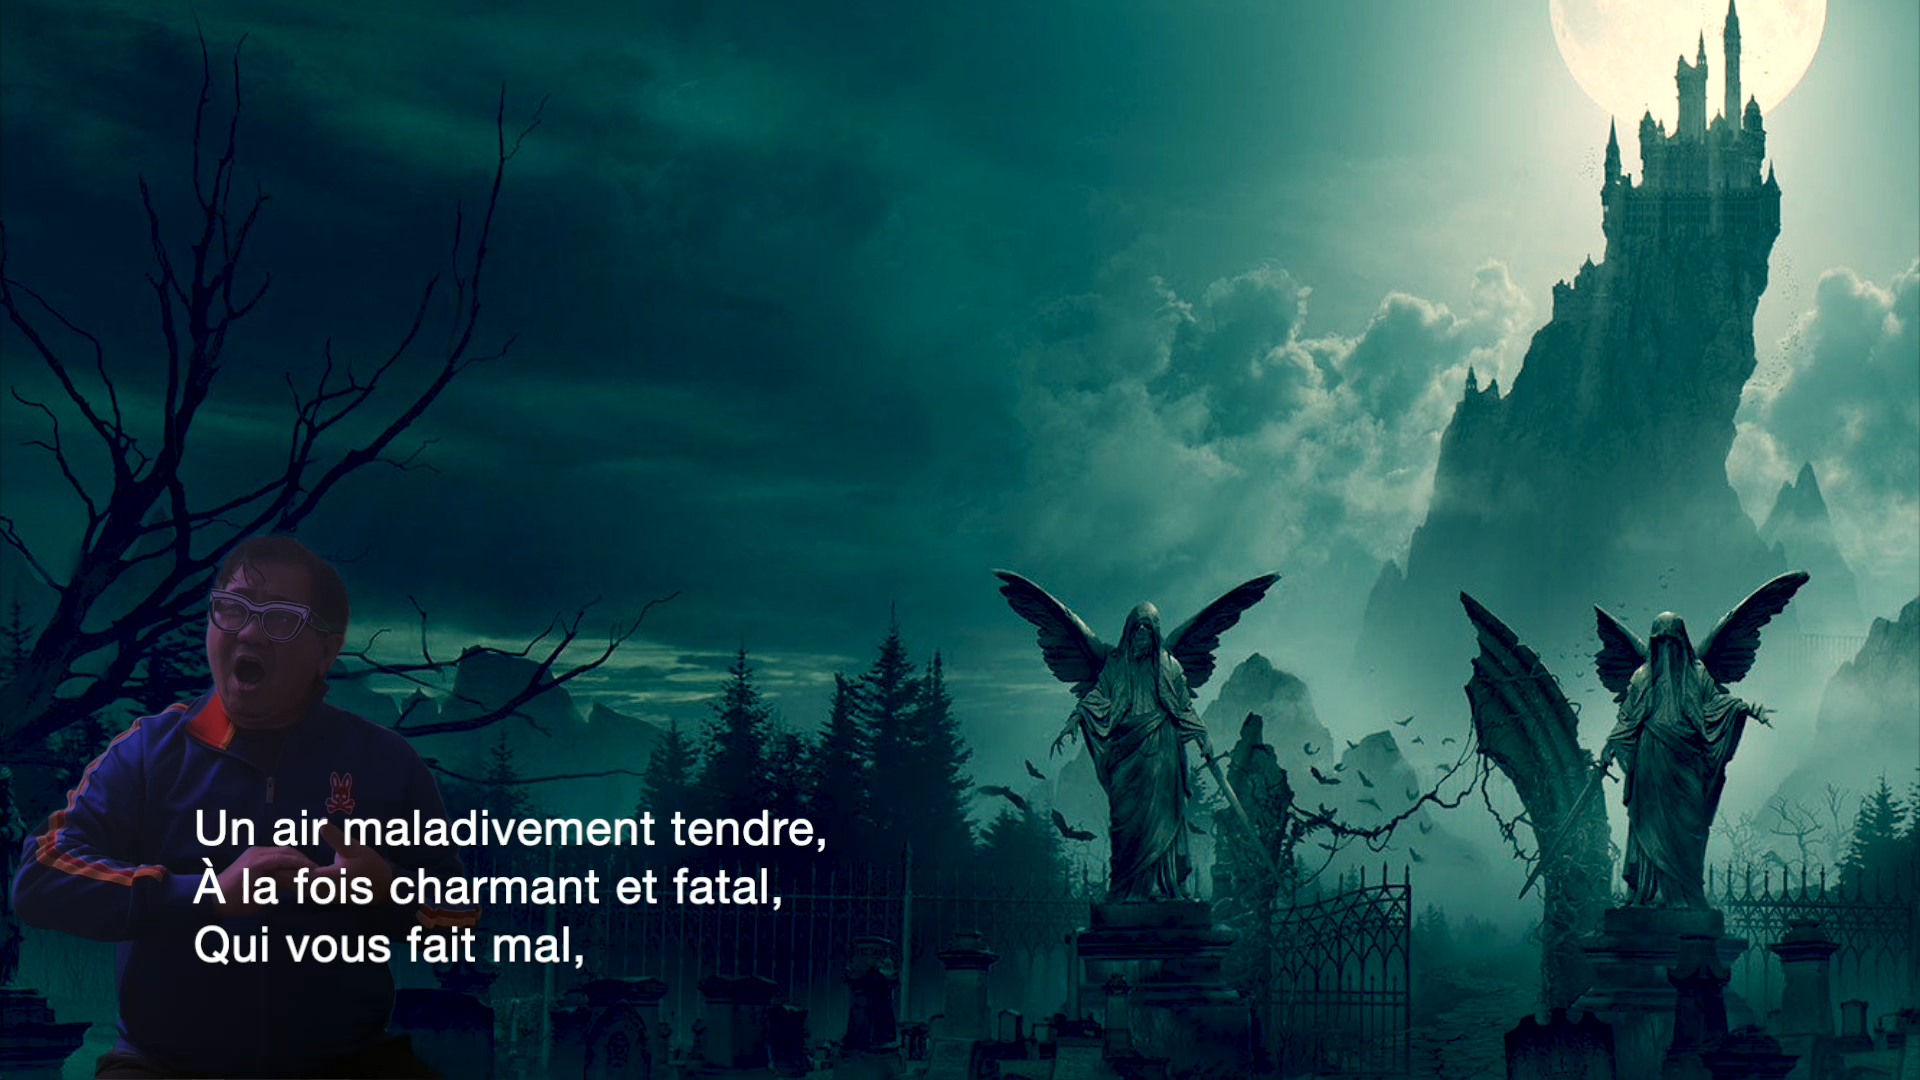 Un air maladivement tendre,
À la fois charmant et fatal,
Qui vous fait mal,